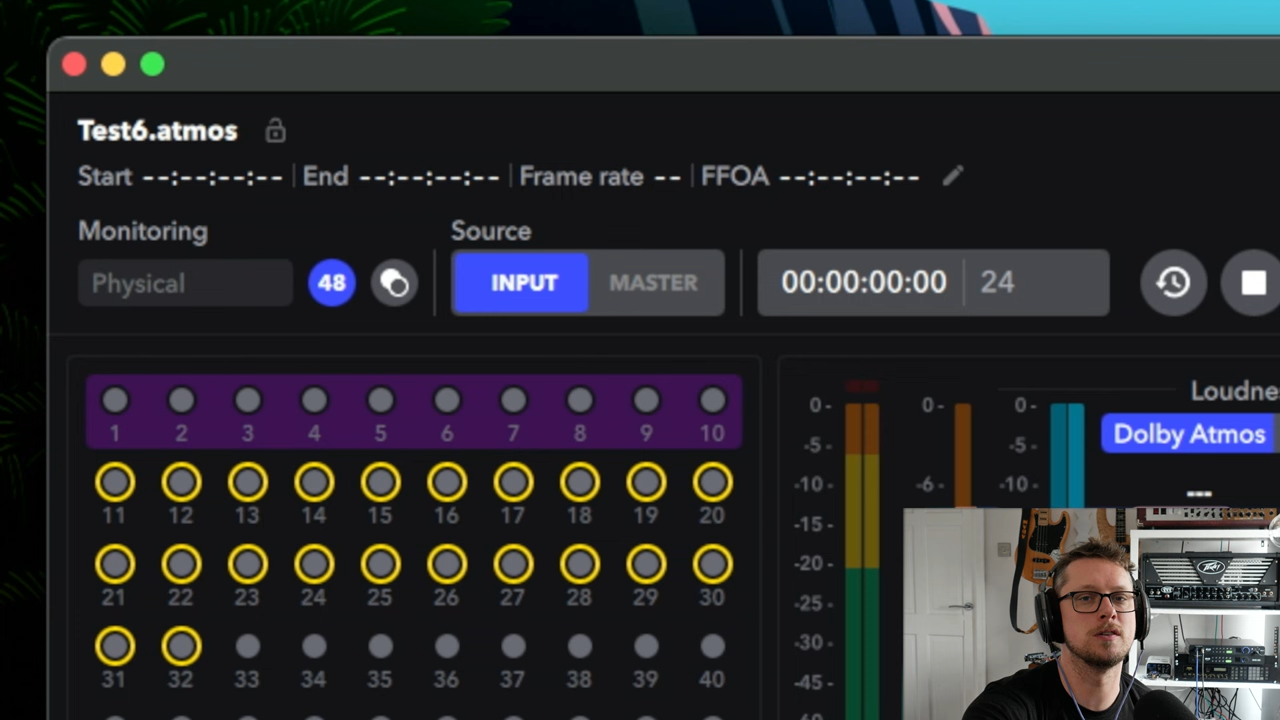 Test6.atmos
Start --:--:--:-- End --:--:--:-- Frame rate -- FFOA --:--:--:--
Monitoring Source
Physical 48 INPUT MASTER 00:00:00:00 24
1 2 3 4 5 6 7 8 9 10
11 12 13 14 15 16 17 18 19 20
21 22 23 24 25 26 27 28 29 30
31 32 33 34 35 36 37 38 39 40
0- 0- 0- Loudne
-5- -5- Dolby Atmos
-10- -6- -10- ---
-15-
-20-
-25-
-30-
-45-
PEAVEY